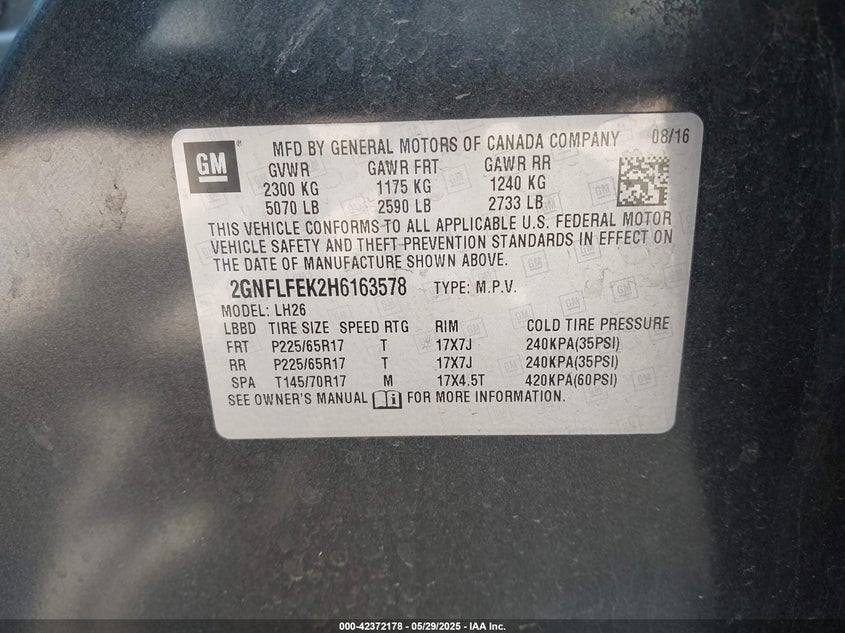 GM
MFD BY GENERAL MOTORS OF CANADA COMPANY 08/16
GVWR GAWR FRT GAWR RR
2300 KG 1175 KG 1240 KG
5070 LB 2590 LB 2733 LB
THIS VEHICLE CONFORMS TO ALL APPLICABLE U.S. FEDERAL MOTOR
VEHICLE SAFETY AND THEFT PREVENTION STANDARDS IN EFFECT ON
THE DATE OF MANUFACTURE SHOWN ABOVE.
2GNFLFEK2H6163578 TYPE: M.P.V.
MODEL: LH26
LBBD TIRE SIZE SPEED RTG RIM COLD TIRE PRESSURE
FRT P225/65R17 T 17X7J 240KPA(35PSI)
RR P225/65R17 T 17X7J 240KPA(35PSI)
SPA T145/70R17 M 17X4.5T 420KPA(60PSI)
SEE OWNER'S MANUAL i FOR MORE INFORMATION.
000-42372178 - 05/29/2025 - IAA Inc.